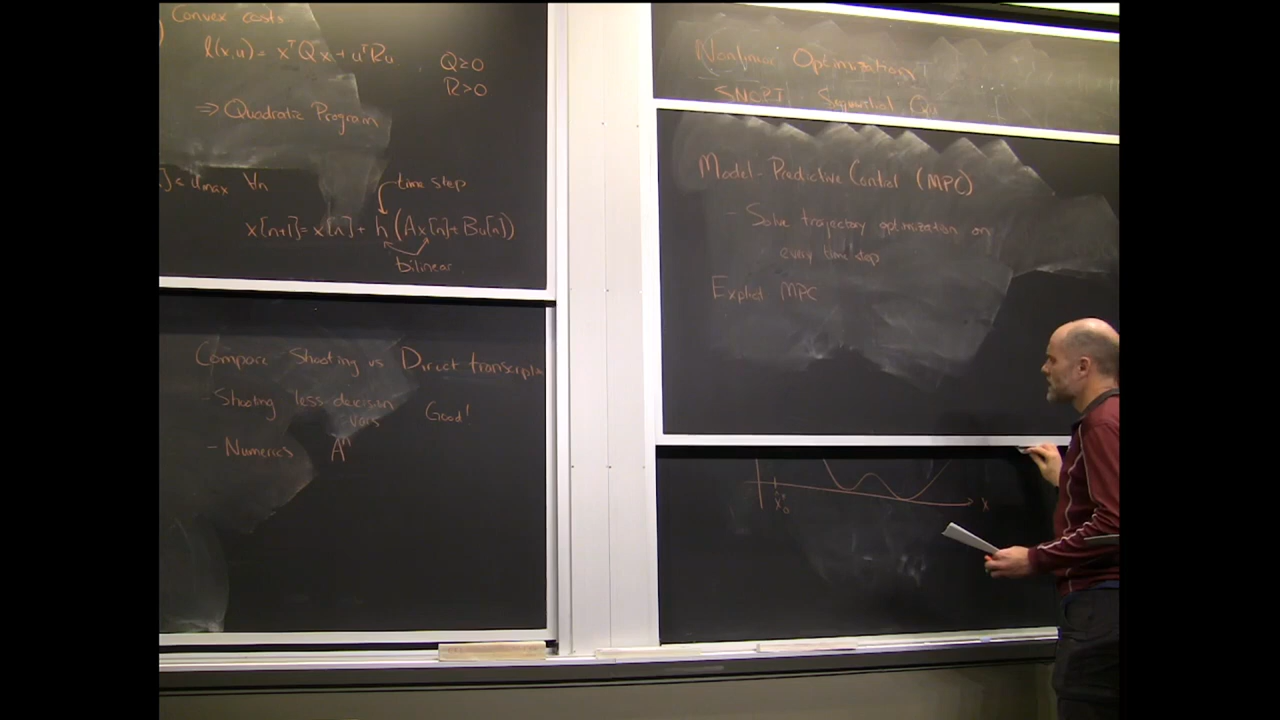 Convex costs
l(x,u) = xᵀQx + uᵀRu
Q≥0
R>0
⇒ Quadratic Program
] ≤ umax ∀n
time step
x[n+1] = x[n] + h (Ax[n] + Bu[n])
bilinear
Compare Shooting vs Direct transcrip
- Shooting less decision vars Good!
- Numerics Aⁿ
Nonlinear Optimization
SNOPT Sequential Qu
Model-Predictive Control (MPC)
- Solve trajectory optimization on
every time step
Explicit MPC
x